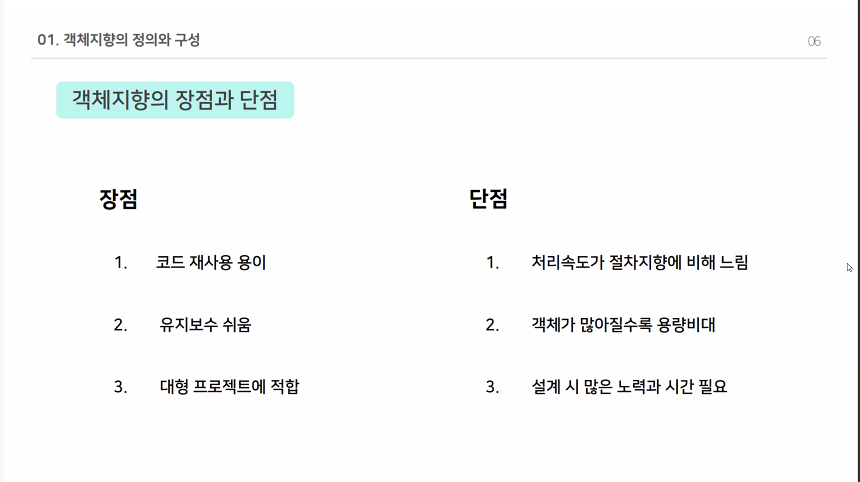 01. 객체지향의 정의와 구성
06
객체지향의 장점과 단점
장점
1. 코드 재사용 용이
2. 유지보수 쉬움
3. 대형 프로젝트에 적합
단점
1. 처리속도가 절차지향에 비해 느림
2. 객체가 많아질수록 용량비대
3. 설계 시 많은 노력과 시간 필요